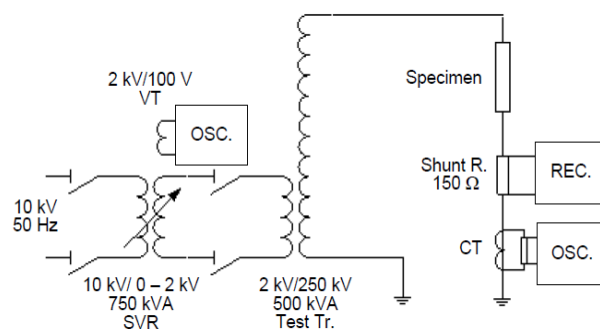 2 kV/100 V
VT
OSC.
Specimen
Shunt R.
150 Ω
REC.
10 kV
50 Hz
CT
OSC.
10 kV/ 0 – 2 kV
750 kVA
SVR
2 kV/250 kV
500 kVA
Test Tr.